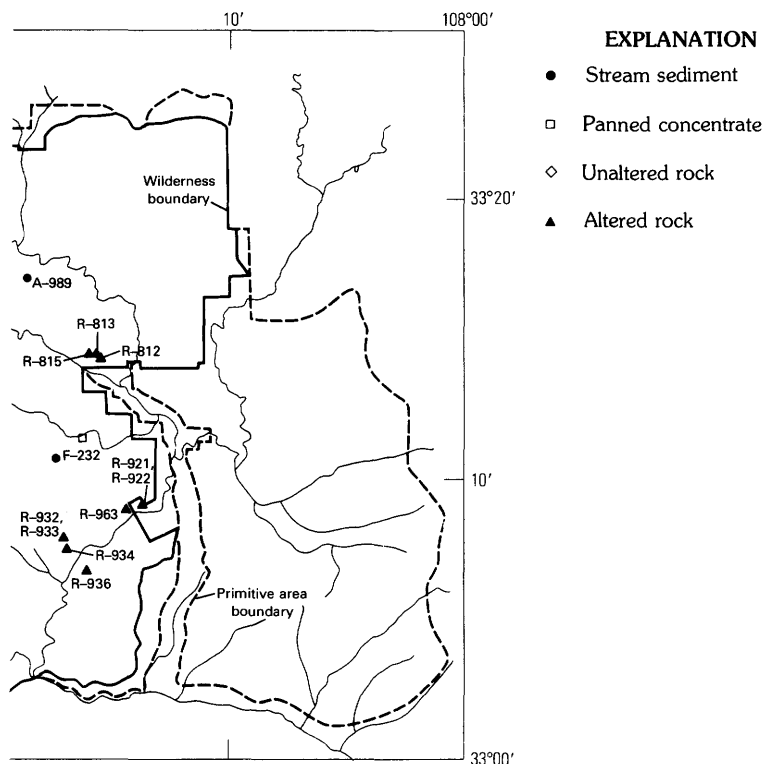 10'
108°00'
EXPLANATION
Stream sediment
Panned concentrate
Unaltered rock
Altered rock
Wilderness
boundary
33°20'
A-989
R-813
R-815
R-812
F-232
R-921,
R-922
10'
R-963
R-932,
R-933
R-934
R-936
Primitive area
boundary
33°00'